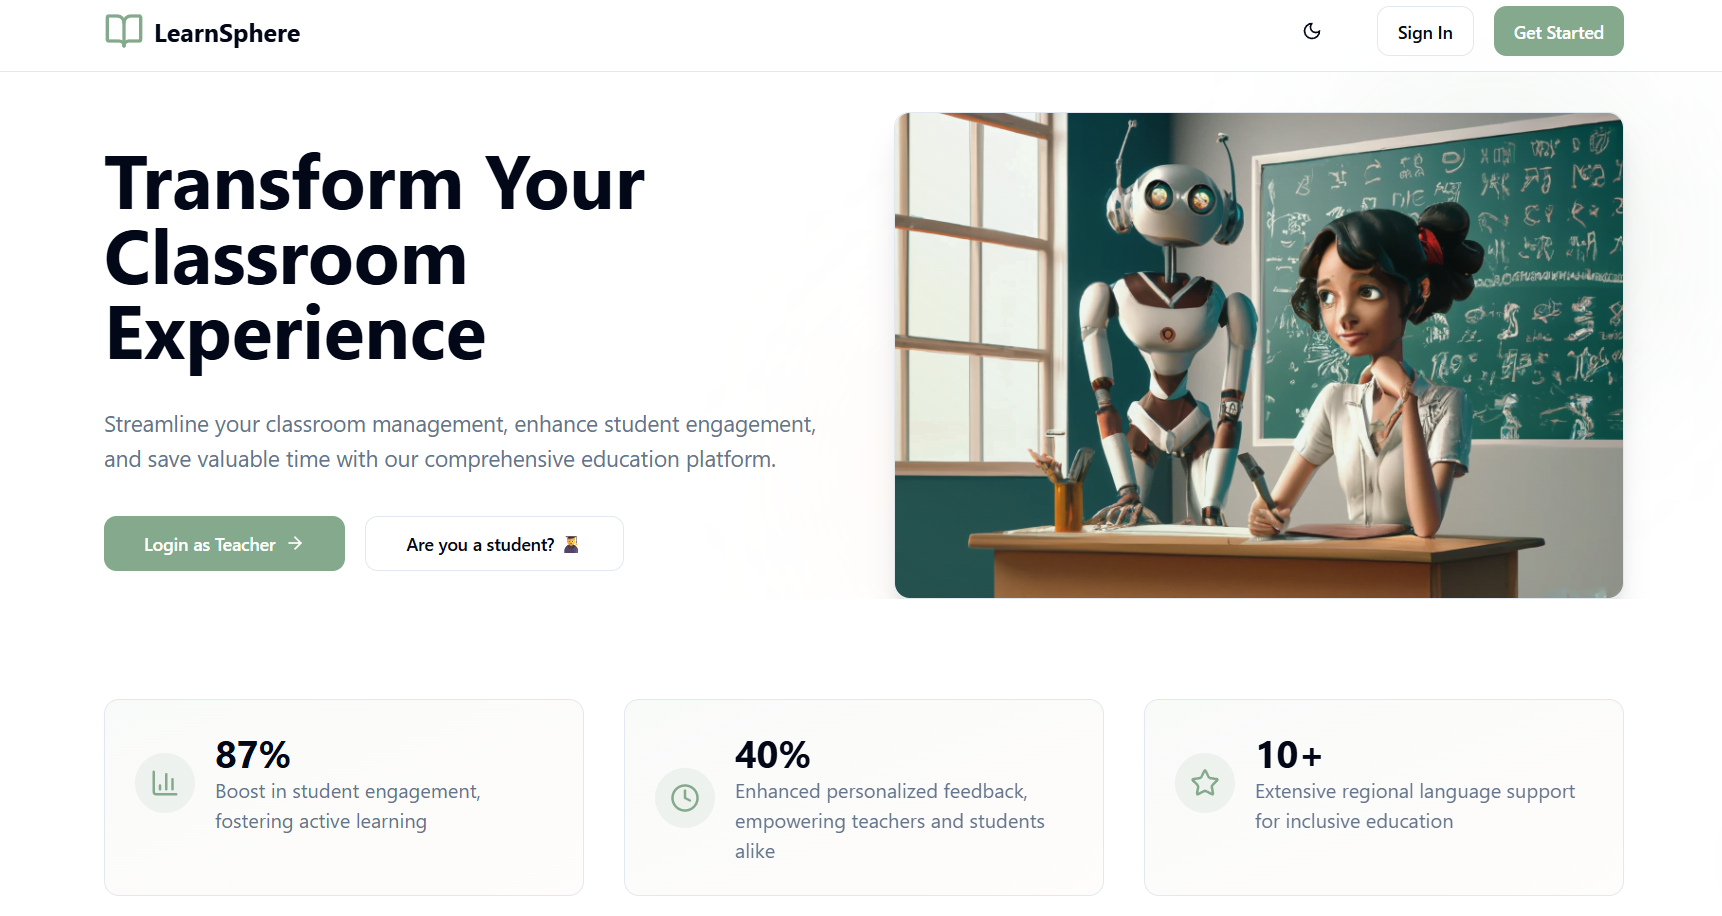 LearnSphere
Sign In
Get Started
Transform Your
Classroom
Experience
Streamline your classroom management, enhance student engagement,
and save valuable time with our comprehensive education platform.
Login as Teacher →
Are you a student? 👩‍🎓
87%
Boost in student engagement,
fostering active learning
40%
Enhanced personalized feedback,
empowering teachers and students
alike
10+
Extensive regional language support
for inclusive education